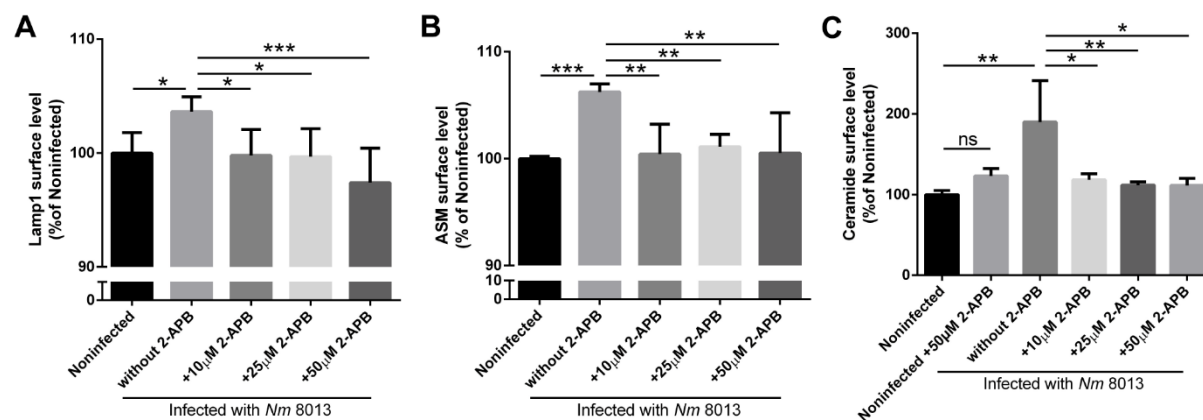 A
Lamp1 surface level
(%of Noninfected)
110
100
90
0
*
*
*
***
Noninfected
without 2-APB
+10μM 2-APB
+25μM 2-APB
+50μM 2-APB
Infected with Nm 8013
B
ASM surface level
(% of Noninfected)
110
100
90
10
0
***
**
**
**
Noninfected
without 2-APB
+10μM 2-APB
+25μM 2-APB
+50μM 2-APB
Infected with Nm 8013
C
Ceramide surface level
(%of Noninfected)
300
200
100
0
ns
**
*
**
*
Noninfected
Noninfected +50μM 2-APB
without 2-APB
+10μM 2-APB
+25μM 2-APB
+50μM 2-APB
Infected with Nm 8013